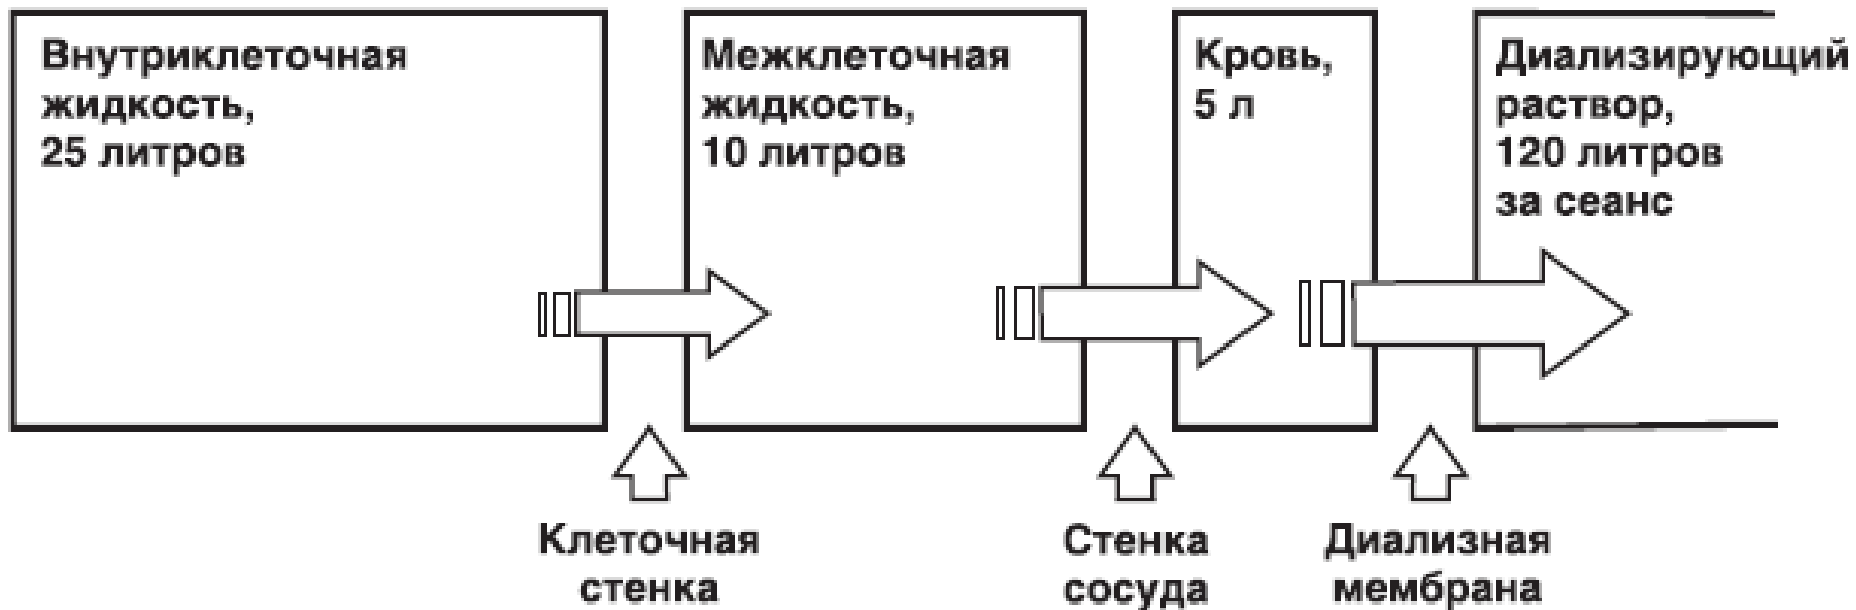 Внутриклеточная
жидкость,
25 литров
Межклеточная
жидкость,
10 литров
Кровь,
5 л
Диализирующий
раствор,
120 литров
за сеанс
Клеточная
стенка
Стенка
сосуда
Диализная
мембрана